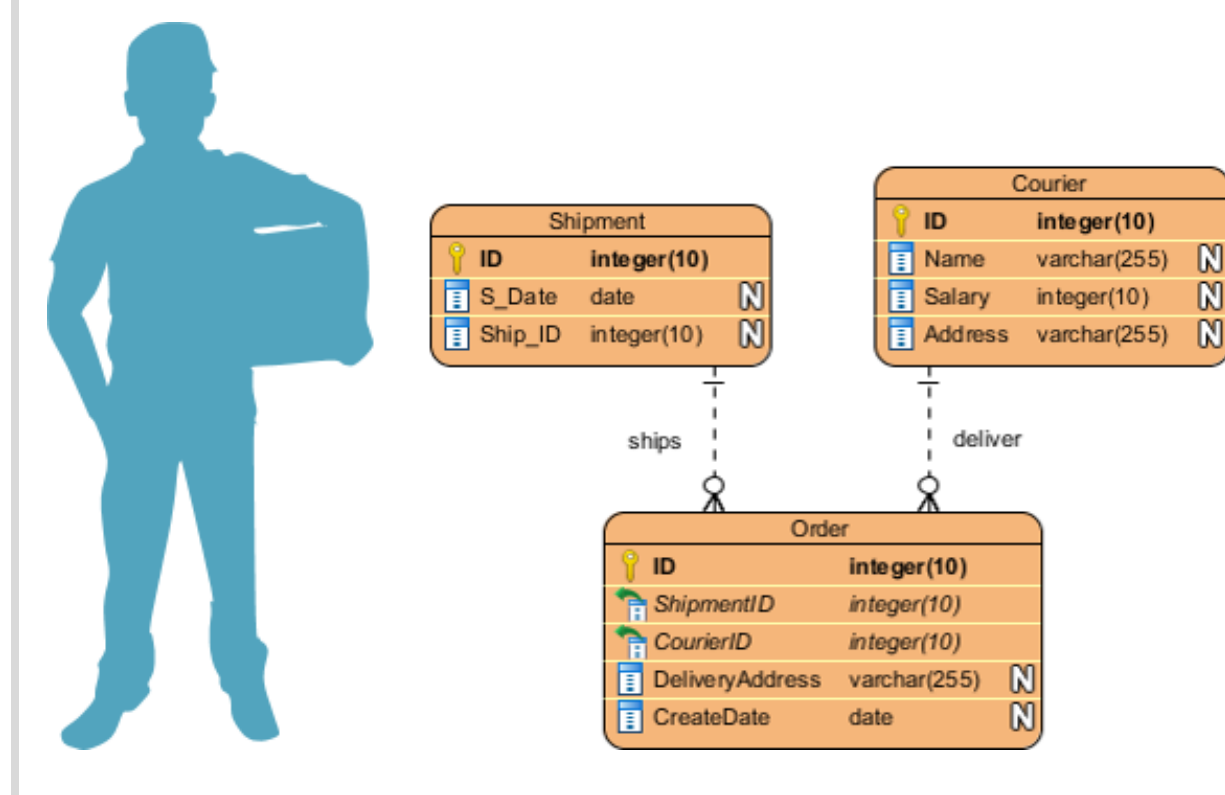 Shipment
ID integer(10)
S_Date date N
Ship_ID integer(10) N
Courier
ID integer(10)
Name varchar(255) N
Salary integer(10) N
Address varchar(255) N
ships
deliver
Order
ID integer(10)
ShipmentID integer(10)
CourierID integer(10)
DeliveryAddress varchar(255) N
CreateDate date N